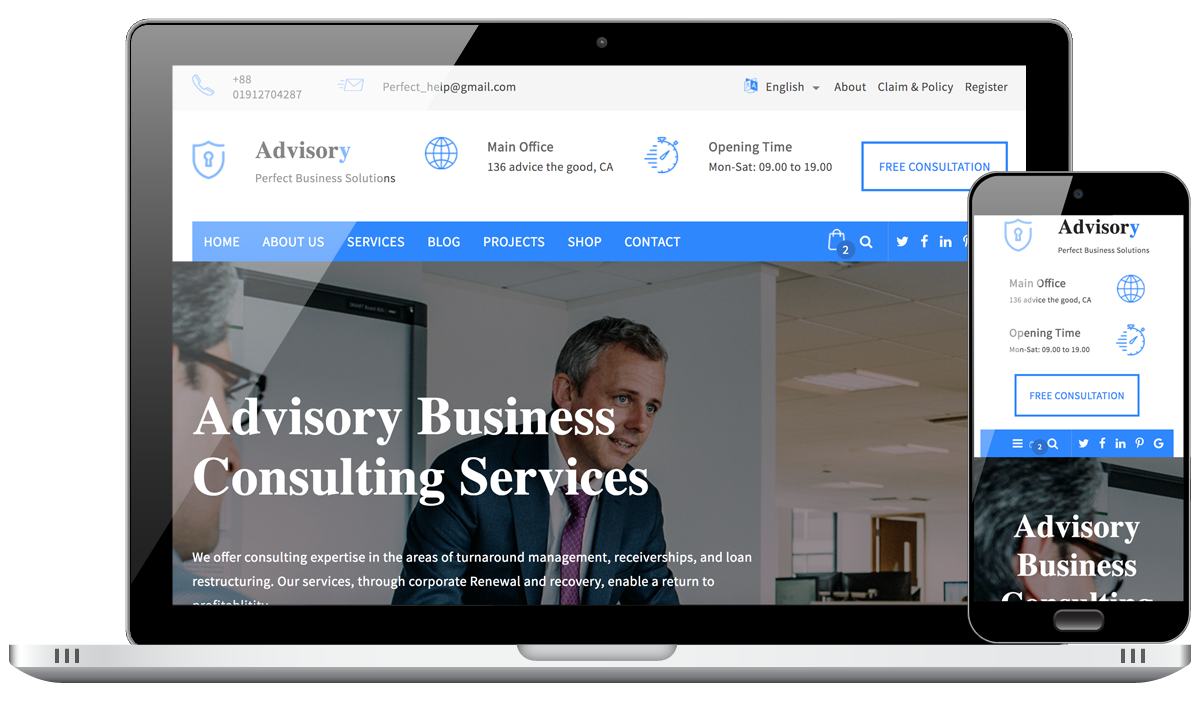 +88
01912704287
Perfect_help@gmail.com
English
About
Claim & Policy
Register
Advisory
Perfect Business Solutions
Main Office
136 advice the good, CA
Opening Time
Mon-Sat: 09.00 to 19.00
FREE CONSULTATION
HOME
ABOUT US
SERVICES
BLOG
PROJECTS
SHOP
CONTACT
2
Advisory Business
Consulting Services
We offer consulting expertise in the areas of turnaround management, receiverships, and loan
restructuring. Our services, through corporate Renewal and recovery, enable a return to
profitablitity
Advisory
Perfect Business Solutions
Main Office
136 advice the good, CA
Opening Time
Mon-Sat: 09.00 to 19.00
FREE CONSULTATION
2
Advisory
Business
Consulting